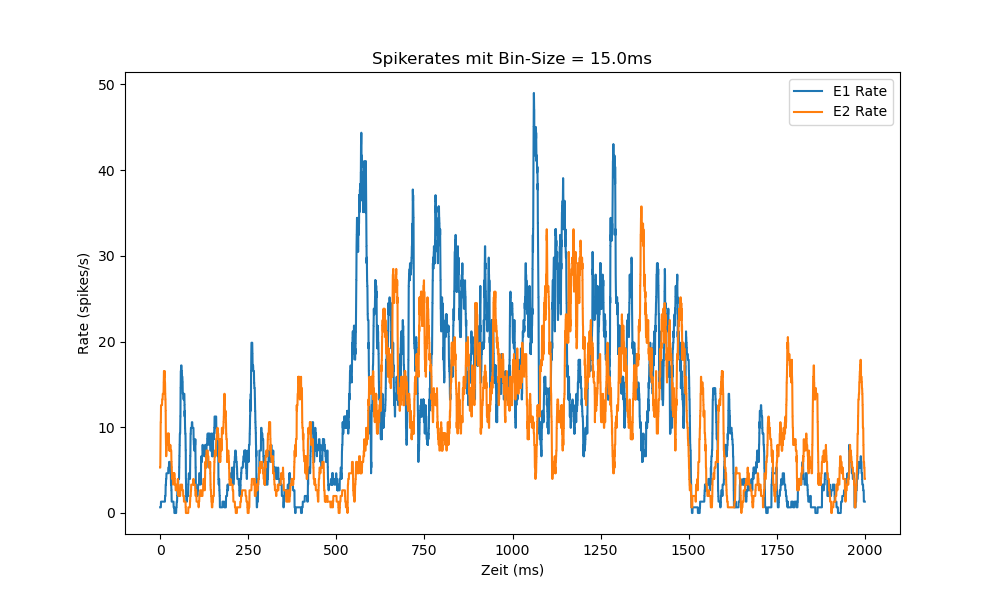 Spikerates mit Bin-Size = 15.0ms
E1 Rate
E2 Rate
Rate (spikes/s)
50
40
30
20
10
0
0 250 500 750 1000 1250 1500 1750 2000
Zeit (ms)